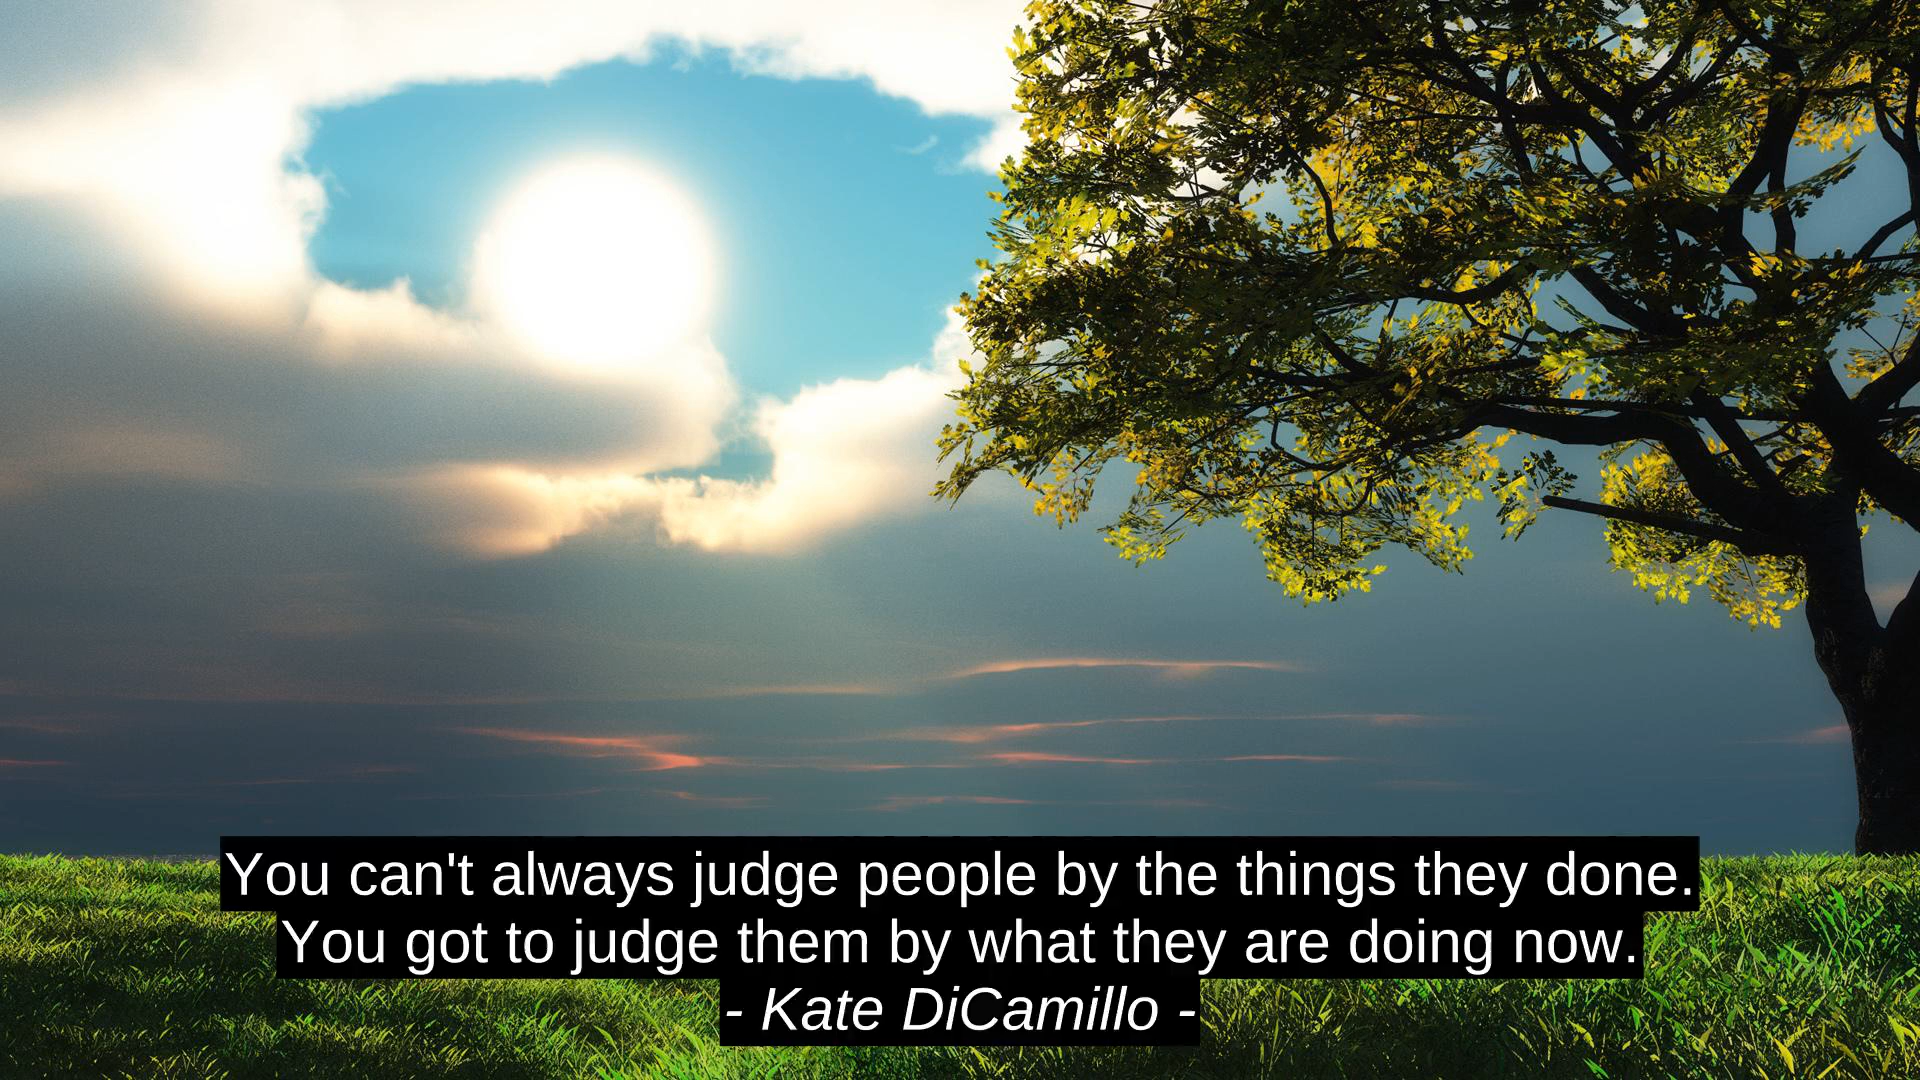 You can't always judge people by the things they done.
You got to judge them by what they are doing now.
- Kate DiCamillo -